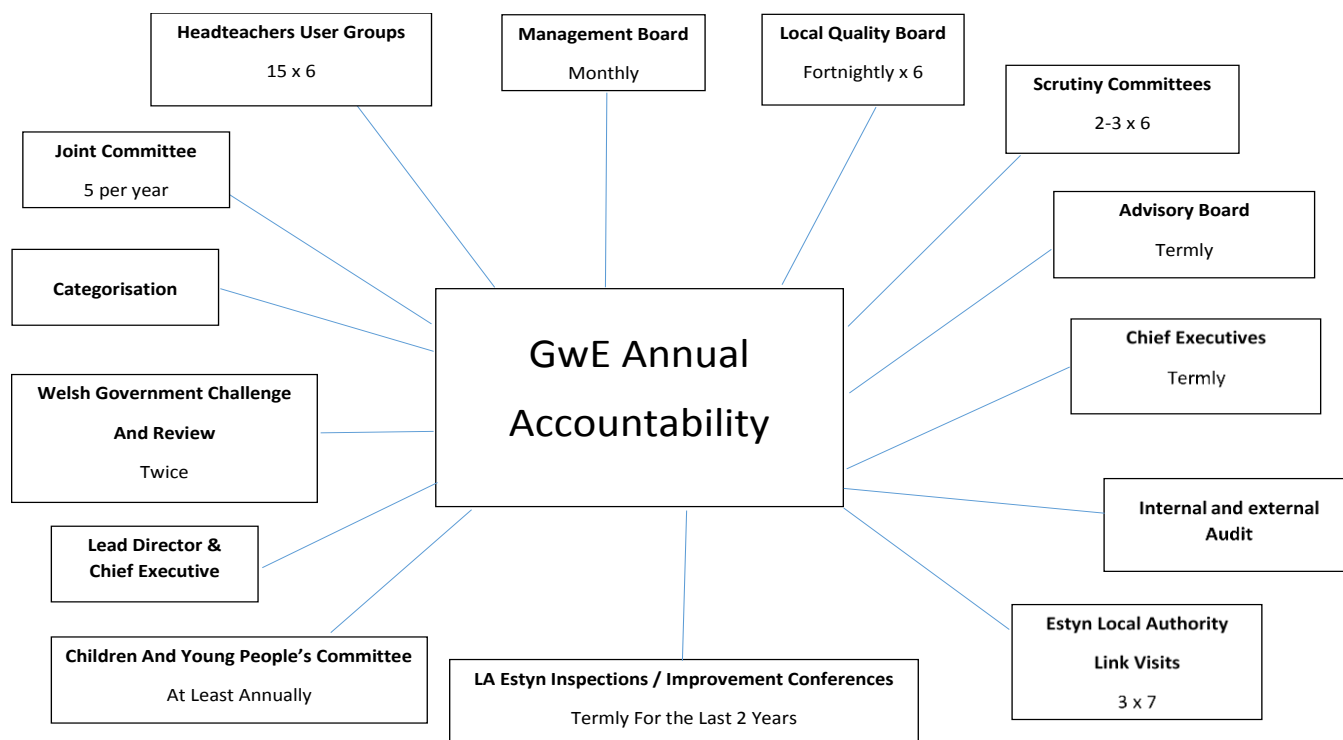 Headteachers User Groups
15 x 6
Management Board
Monthly
Local Quality Board
Fortnightly x 6
Scrutiny Committees
2-3 x 6
Joint Committee
5 per year
Advisory Board
Termly
Categorisation
GwE Annual
Accountability
Chief Executives
Termly
Welsh Government Challenge
And Review
Twice
Internal and external
Audit
Lead Director &
Chief Executive
Estyn Local Authority
Link Visits
3 x 7
Children And Young People’s Committee
At Least Annually
LA Estyn Inspections / Improvement Conferences
Termly For the Last 2 Years